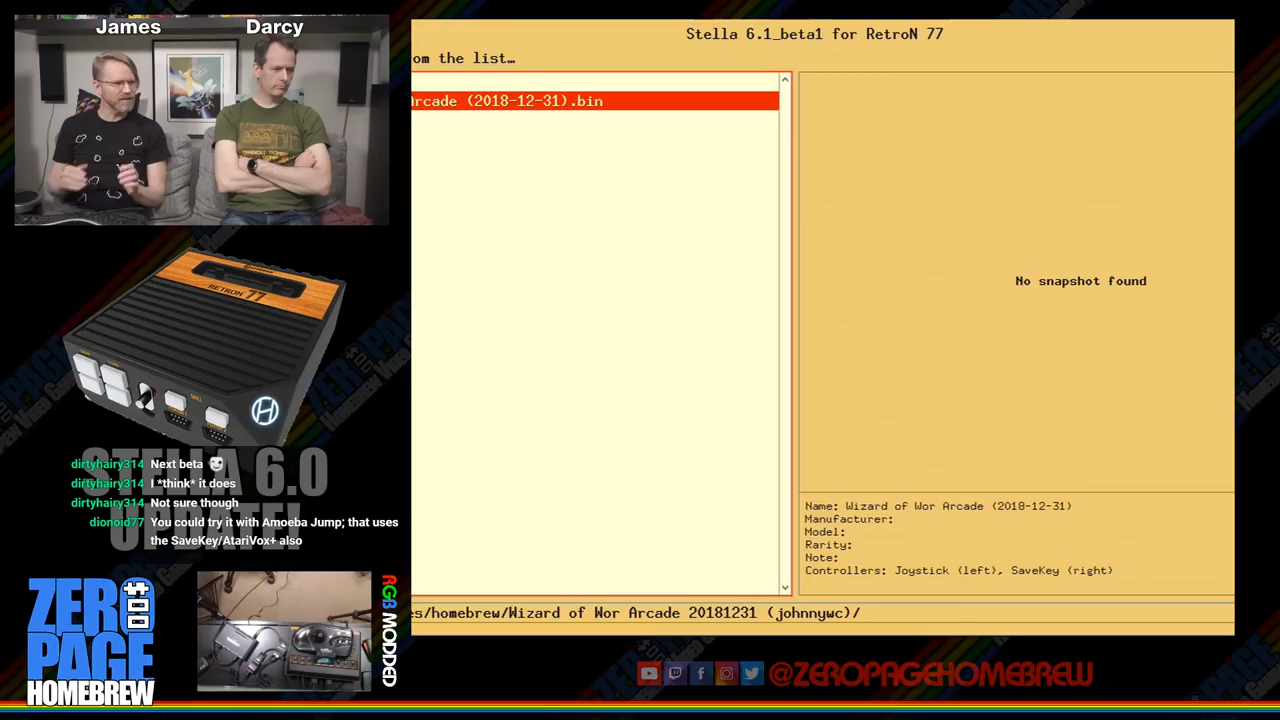 James
Darcy
Stella 6.1_beta1 for RetroN 77
om the list…
Arcade (2018-12-31).bin
No snapshot found
RETRON 77
STELLA 6.0
UPDATE!
dirtyhairy314 Next beta
dirtyhairy314 I *think* it does
dirtyhairy314 Not sure though
dionoid77 You could try it with Amoeba Jump; that uses
the SaveKey/AtariVox+ also
Name: Wizard of Wor Arcade (2018-12-31)
Manufacturer:
Model:
Rarity:
Note:
Controllers: Joystick (left), SaveKey (right)
es/homebrew/Wizard of Wor Arcade 20181231 (johnnywc)/
ZERO
PAGE
HOMEBREW
RGB MODDED
@ZEROPAGEHOMEBREW